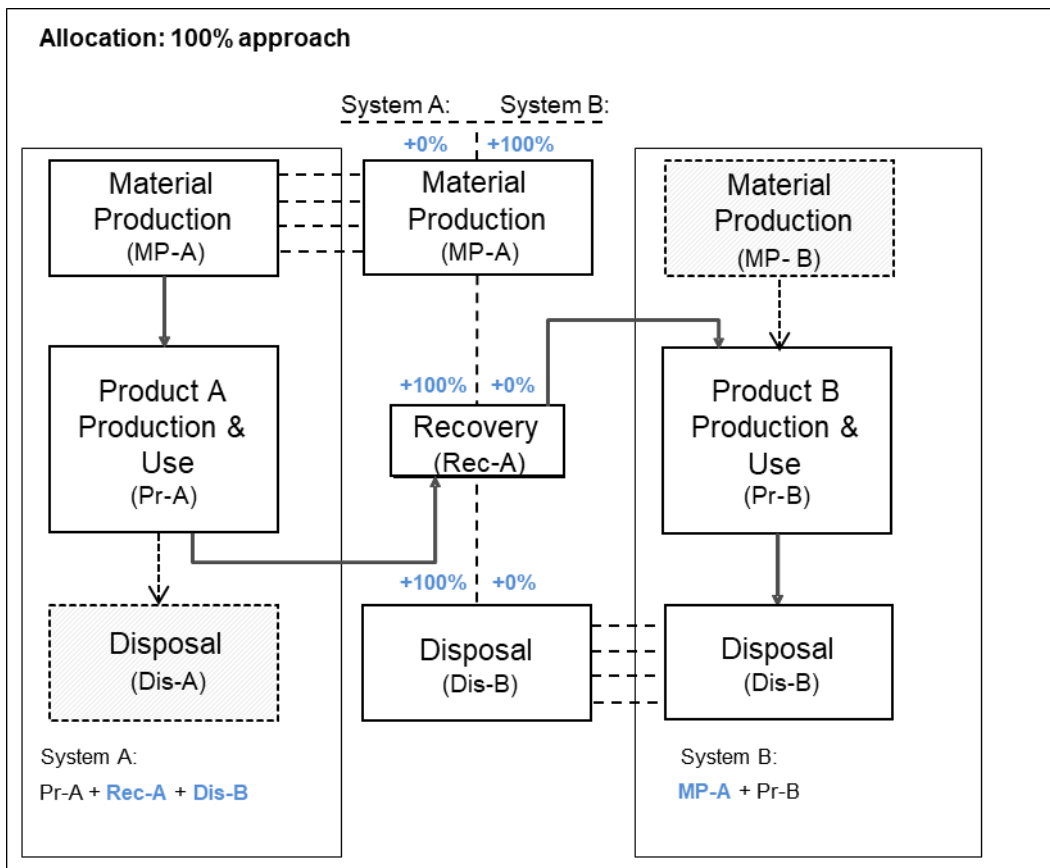 Allocation: 100% approach
System A:
System B:
+0%
+100%
Material
Production
(MP-A)
Material
Production
(MP-A)
Material
Production
(MP- B)
Product A
Production &
Use
(Pr-A)
+100%
+0%
Recovery
(Rec-A)
Product B
Production &
Use
(Pr-B)
+100%
+0%
Disposal
(Dis-A)
Disposal
(Dis-B)
Disposal
(Dis-B)
System A:
Pr-A + Rec-A + Dis-B
System B:
MP-A + Pr-B